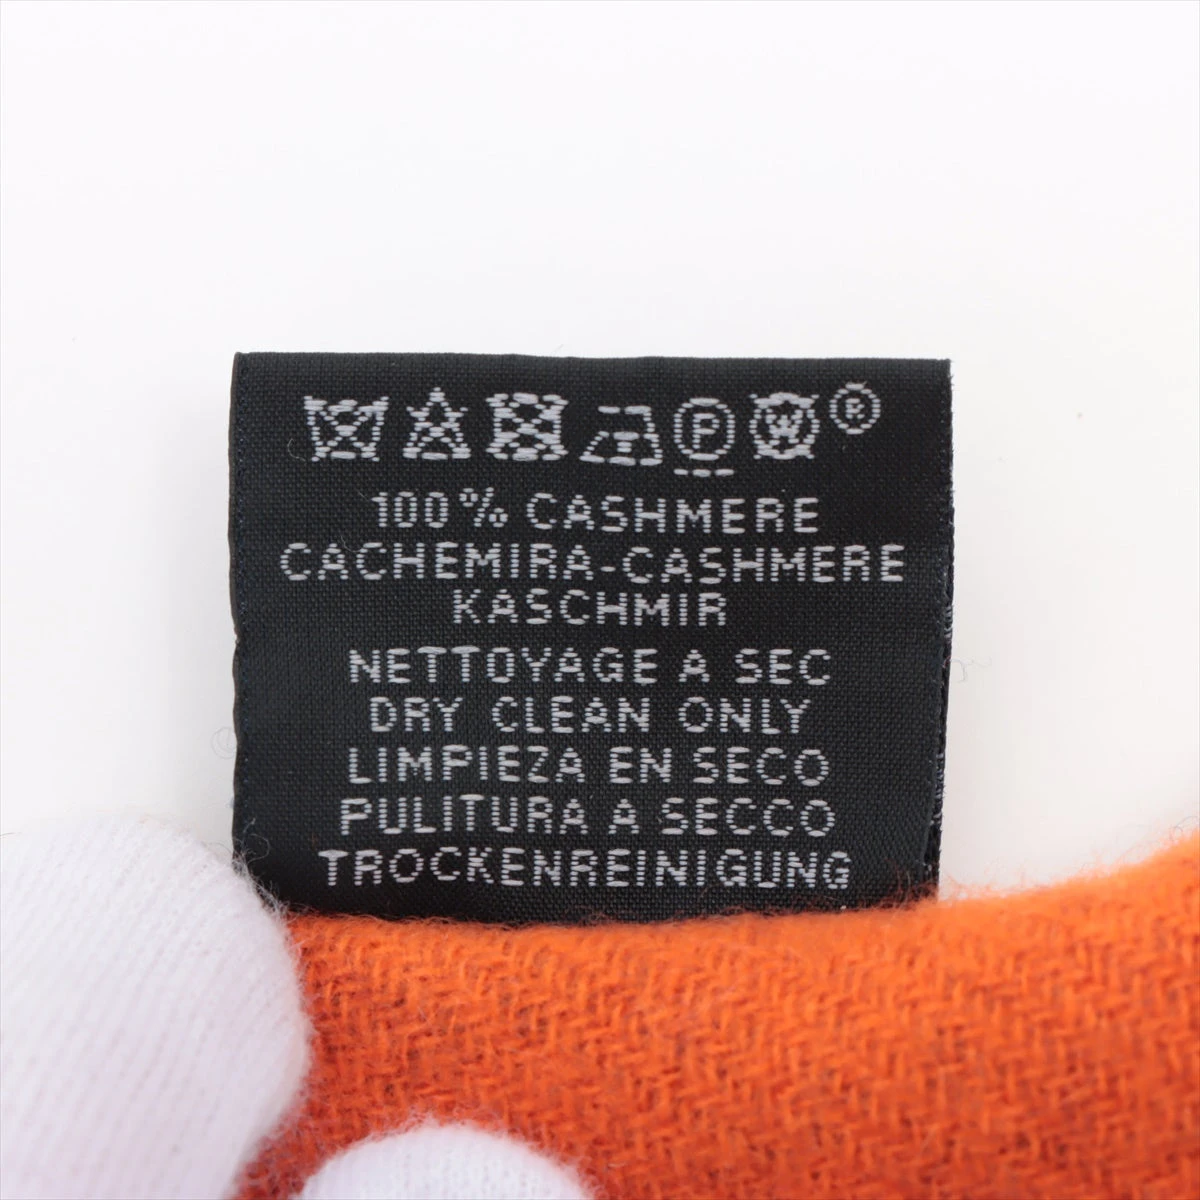 P W ®
100% CASHMERE
CACHEMIRA-CASHMERE
KASCHMIR
NETTOYAGE A SEC
DRY CLEAN ONLY
LIMPIEZA EN SECO
PULITURA A SECCO
TROCKENREINIGUNG